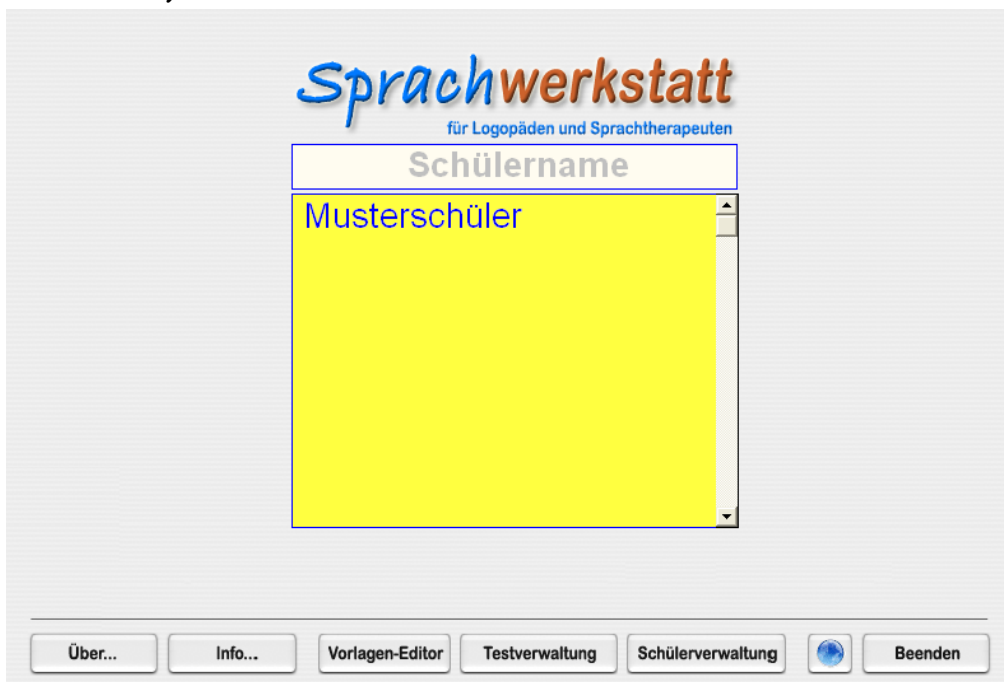 Sprachwerkstatt
für Logopäden und Sprachtherapeuten
Schülername
Musterschüler
Über... Info... Vorlagen-Editor Testverwaltung Schülerverwaltung Beenden